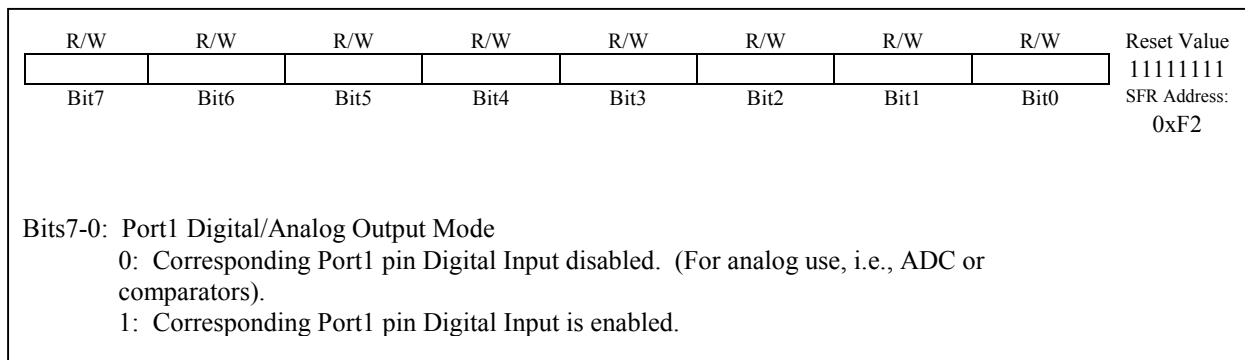 R/W R/W R/W R/W R/W R/W R/W R/W Reset Value
11111111
Bit7 Bit6 Bit5 Bit4 Bit3 Bit2 Bit1 Bit0 SFR Address:
0xF2
Bits7-0: Port1 Digital/Analog Output Mode
0: Corresponding Port1 pin Digital Input disabled. (For analog use, i.e., ADC or
comparators).
1: Corresponding Port1 pin Digital Input is enabled.